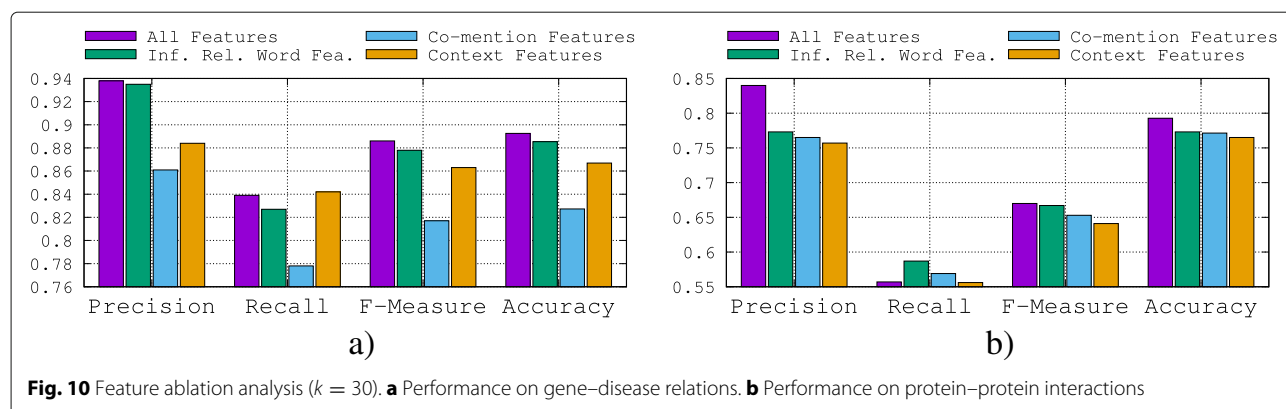 All Features
Co-mention Features
Inf. Rel. Word Fea.
Context Features
0.94
0.92
0.9
0.88
0.86
0.84
0.82
0.8
0.78
0.76
Precision Recall F-Measure Accuracy
a)
All Features
Co-mention Features
Inf. Rel. Word Fea.
Context Features
0.85
0.8
0.75
0.7
0.65
0.6
0.55
Precision Recall F-Measure Accuracy
b)
Fig. 10 Feature ablation analysis (k = 30). a Performance on gene–disease relations. b Performance on protein–protein interactions